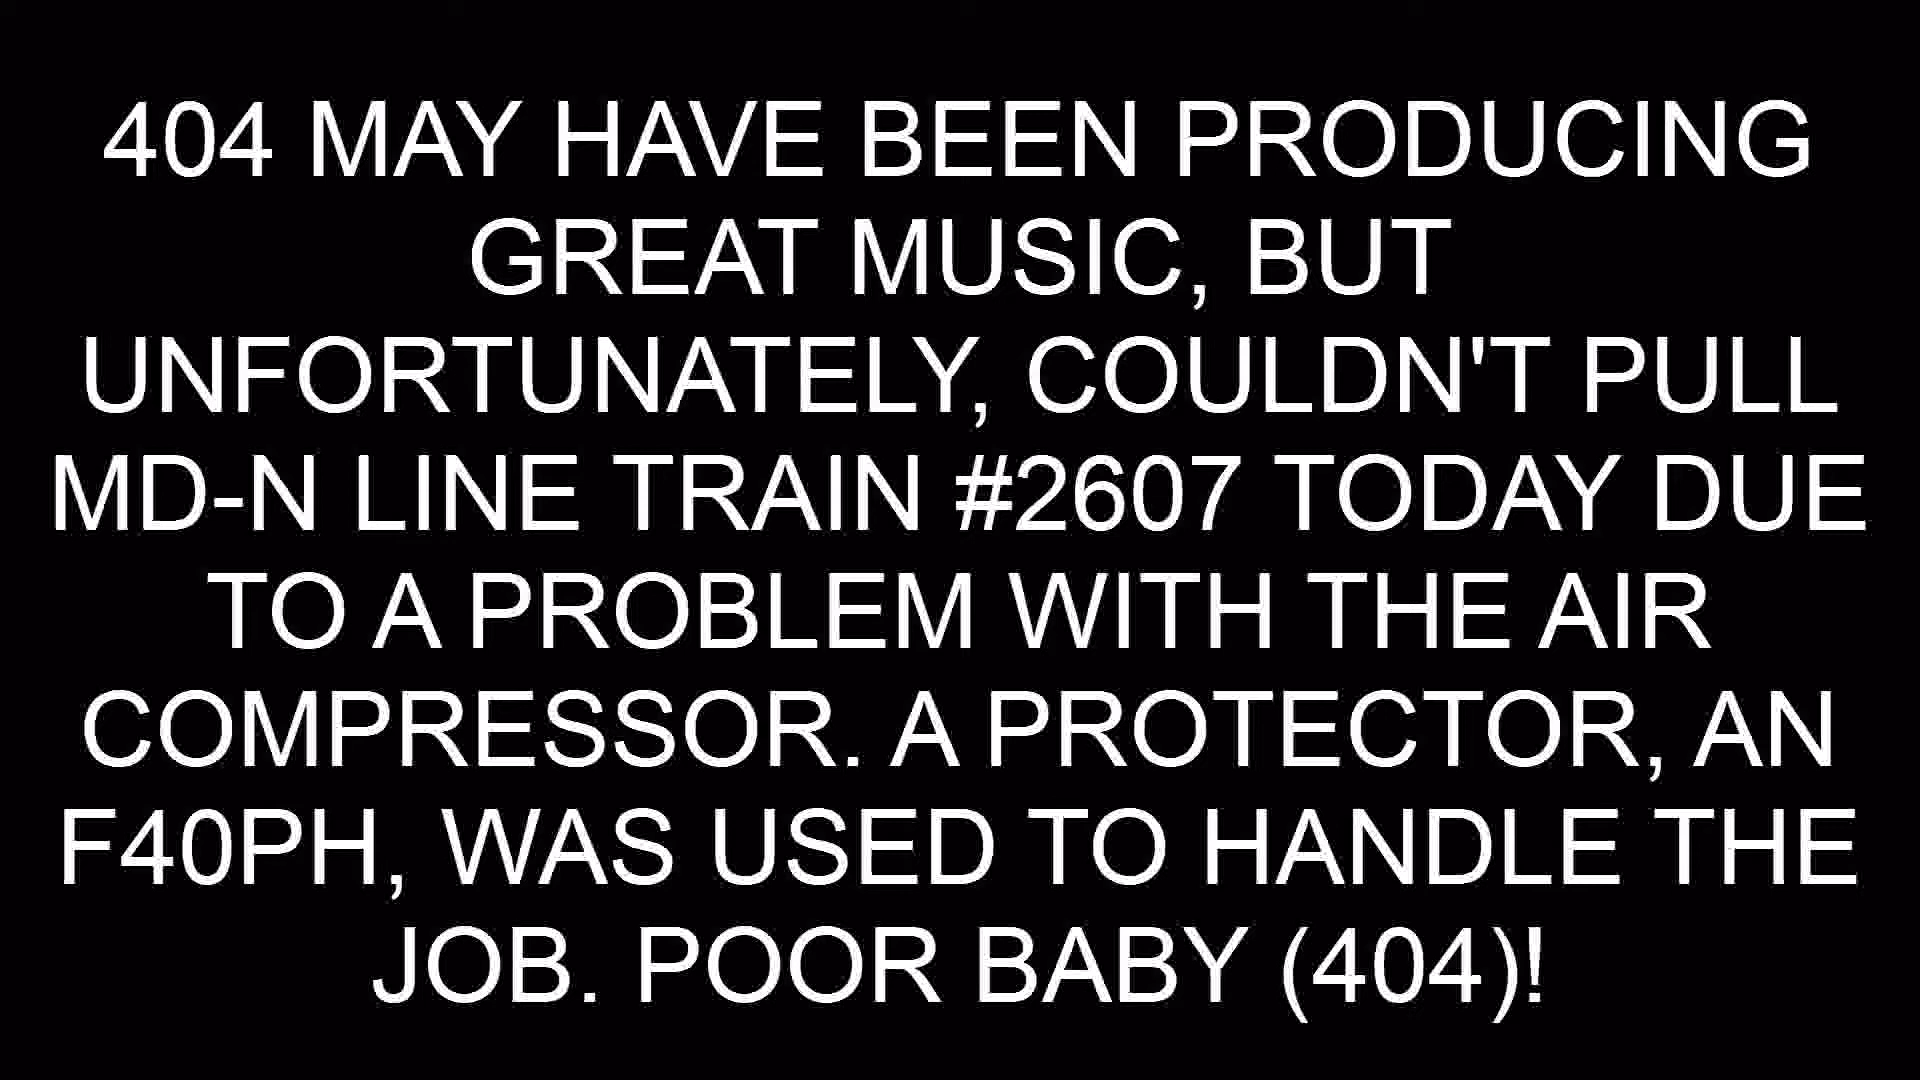 404 MAY HAVE BEEN PRODUCING
GREAT MUSIC, BUT
UNFORTUNATELY, COULDN'T PULL
MD-N LINE TRAIN #2607 TODAY DUE
TO A PROBLEM WITH THE AIR
COMPRESSOR. A PROTECTOR, AN
F40PH, WAS USED TO HANDLE THE
JOB. POOR BABY (404)!